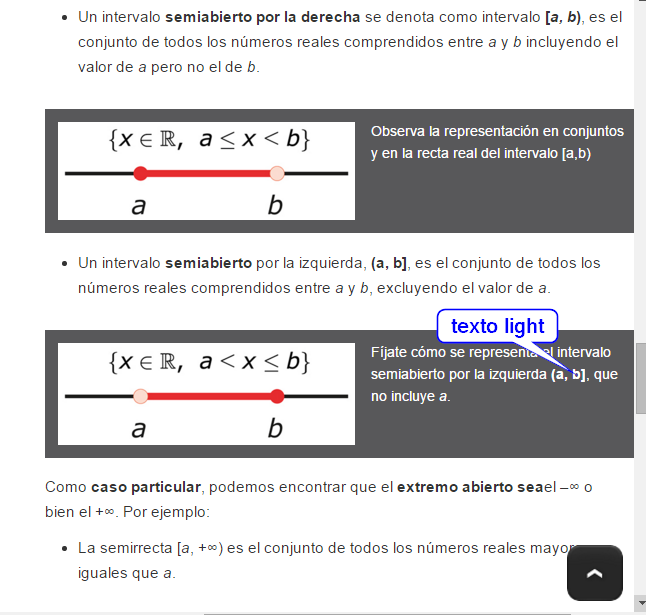 Un intervalo semiabierto por la derecha se denota como intervalo [a, b), es el
conjunto de todos los números reales comprendidos entre a y b incluyendo el
valor de a pero no el de b.
{x ∈ ℝ, a ≤ x < b}
a b
Observa la representación en conjuntos
y en la recta real del intervalo [a,b)
Un intervalo semiabierto por la izquierda, (a, b], es el conjunto de todos los
números reales comprendidos entre a y b, excluyendo el valor de a.
texto light
{x ∈ ℝ, a < x ≤ b}
a b
Fíjate cómo se representa el intervalo
semiabierto por la izquierda (a, b], que
no incluye a.
Como caso particular, podemos encontrar que el extremo abierto seael –∞ o
bien el +∞. Por ejemplo:
La semirrecta [a, +∞) es el conjunto de todos los números reales mayor
iguales que a.